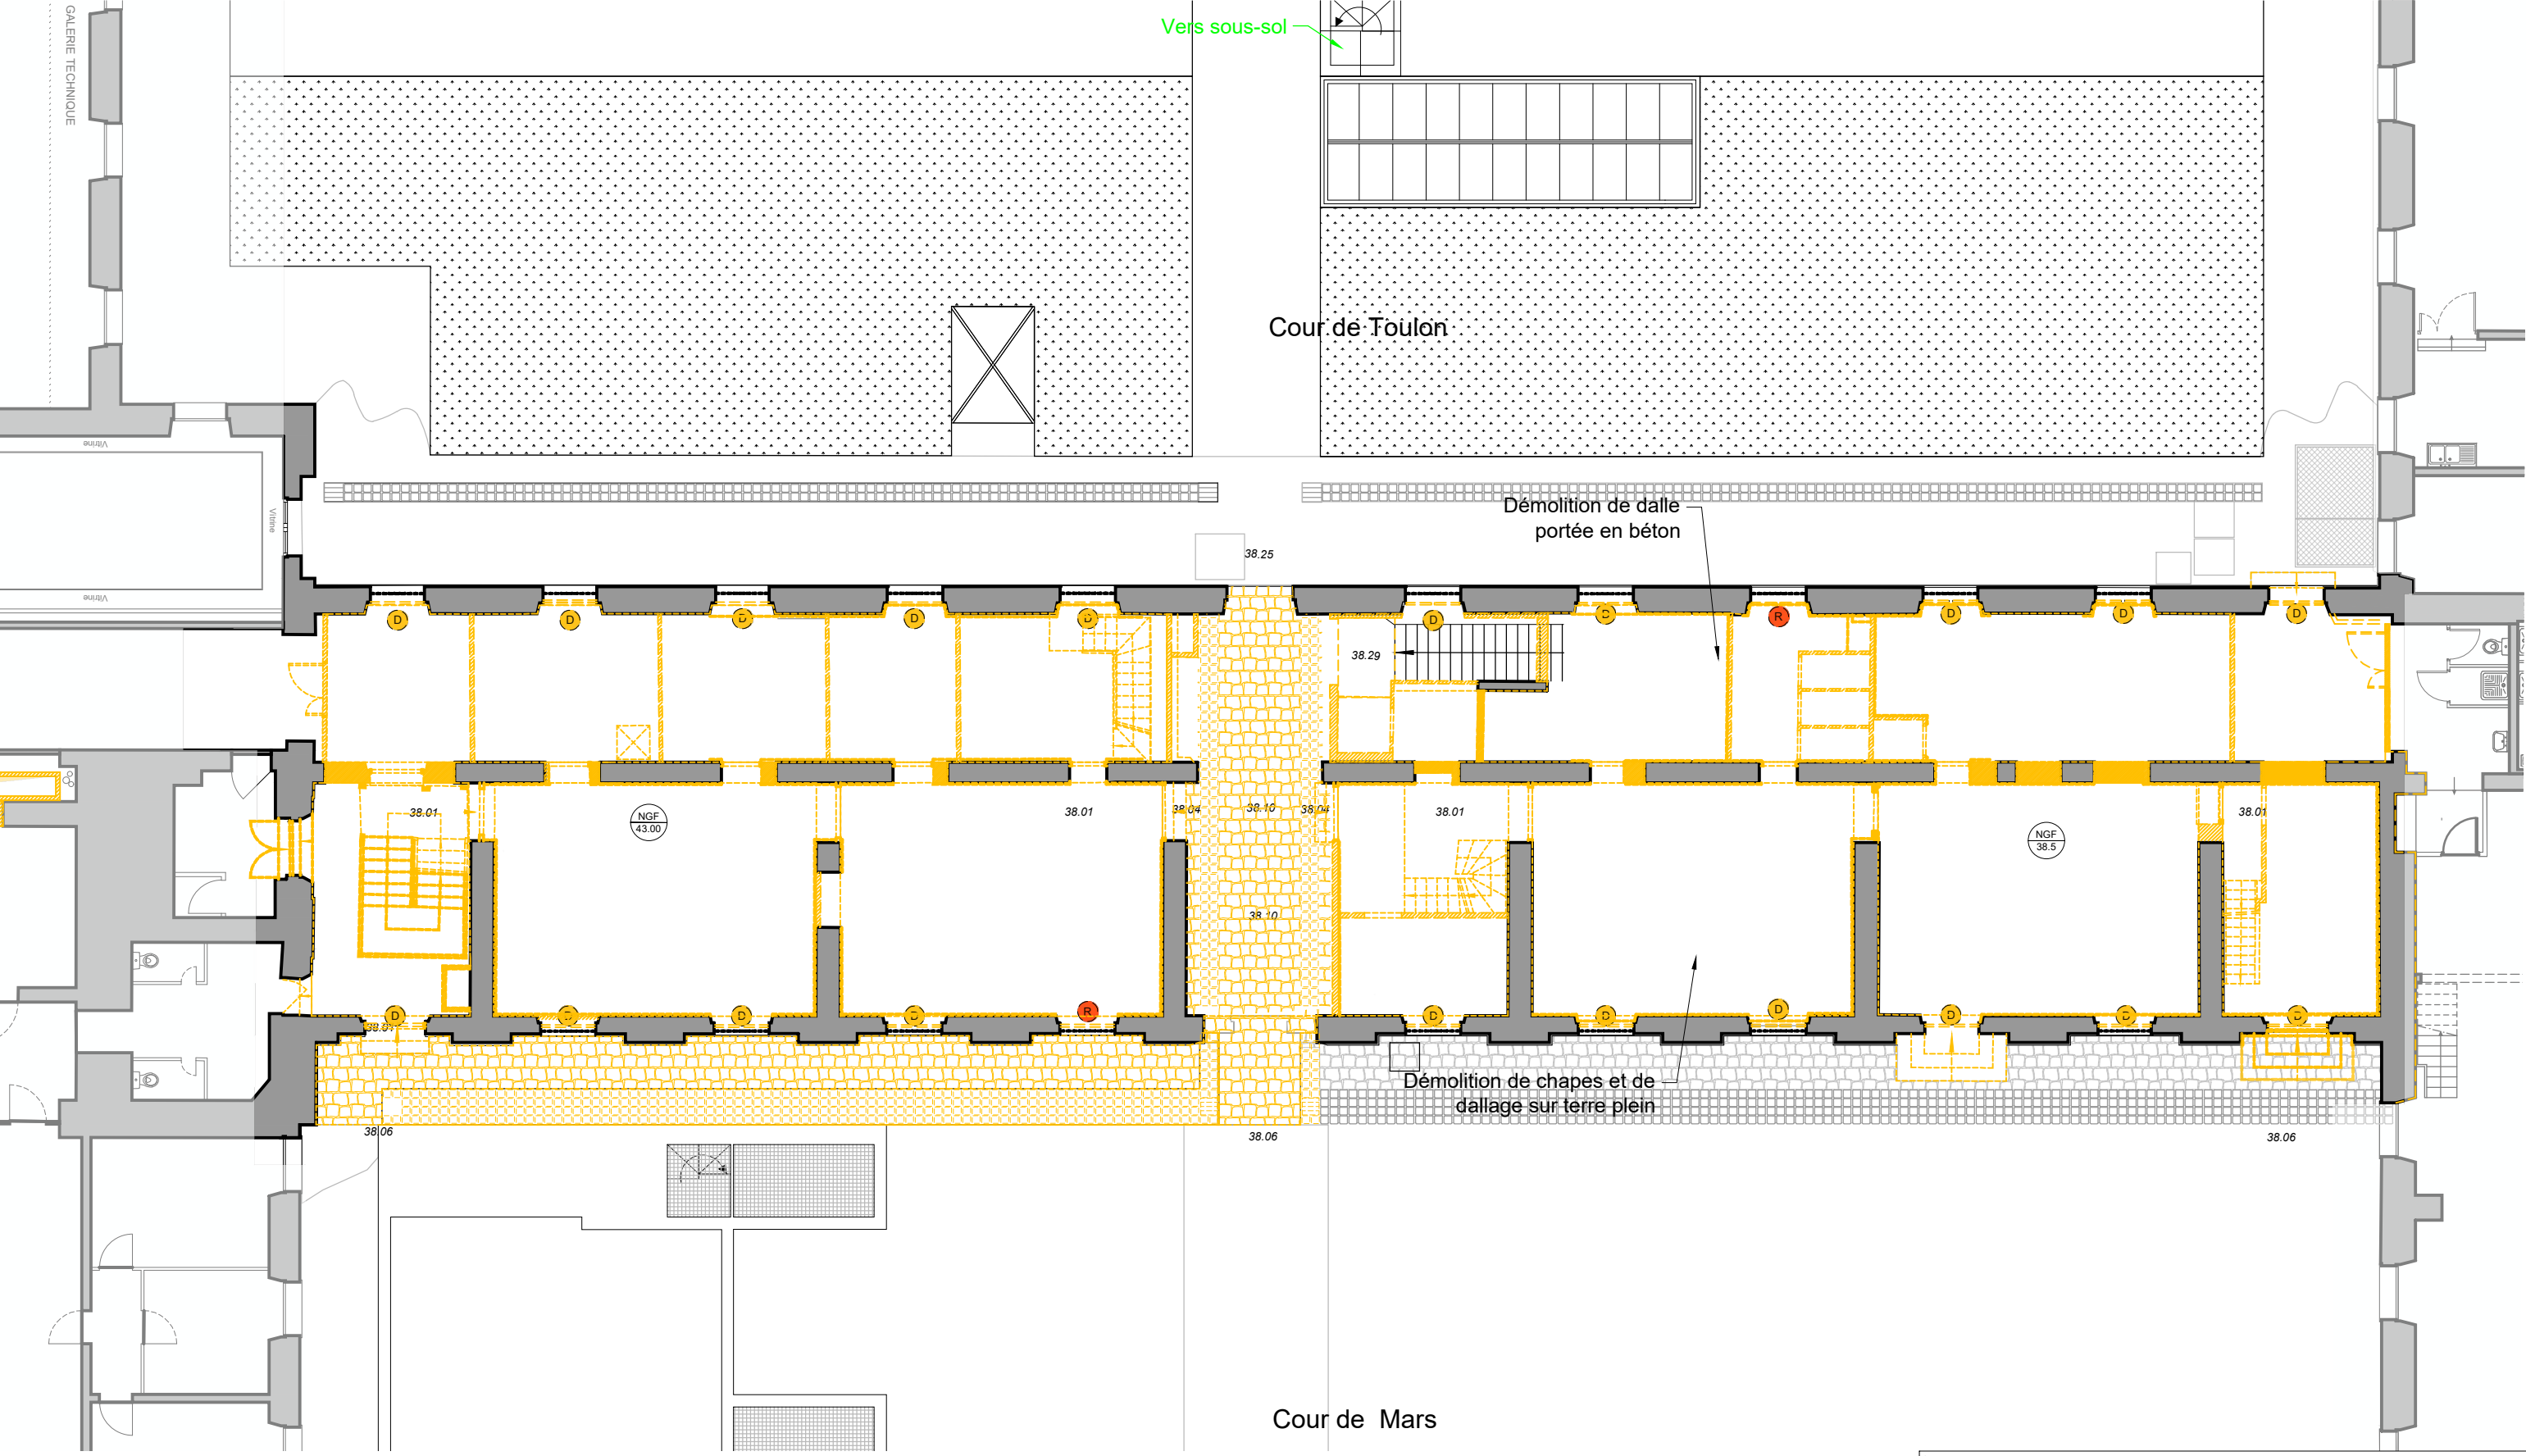 Vers sous-sol
GALERIE TECHNIQUE
Cour de Toulon
Vitrine
Vitrine
Vitrine
Démolition de dalle
portée en béton
38.25
D
D
D
D
D
D
D
R
D
D
D
38.29
38.01
NGF
43.00
38.01
38.04
38.10
38.04
38.01
NGF
38.5
38.01
38.10
D
D
D
D
R
D
D
D
D
D
D
38.01
Démolition de chapes et de
dallage sur terre plein
38.06
38.06
38.06
Cour de Mars